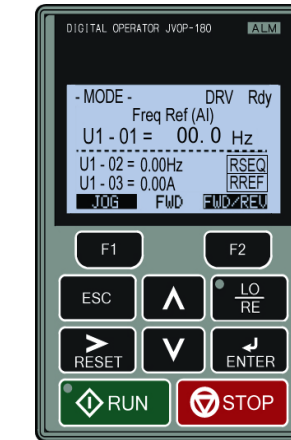 DIGITAL OPERATOR JVOP-180 ALM
- MODE - DRV Rdy
Freq Ref (AI)
U1 - 01 = 00. 0 Hz
U1 - 02 = 0.00Hz RSEQ
U1 - 03 = 0.00A RREF
JOG FWD FWD/REV
F1 F2
ESC LO
RE
RESET ENTER
RUN STOP